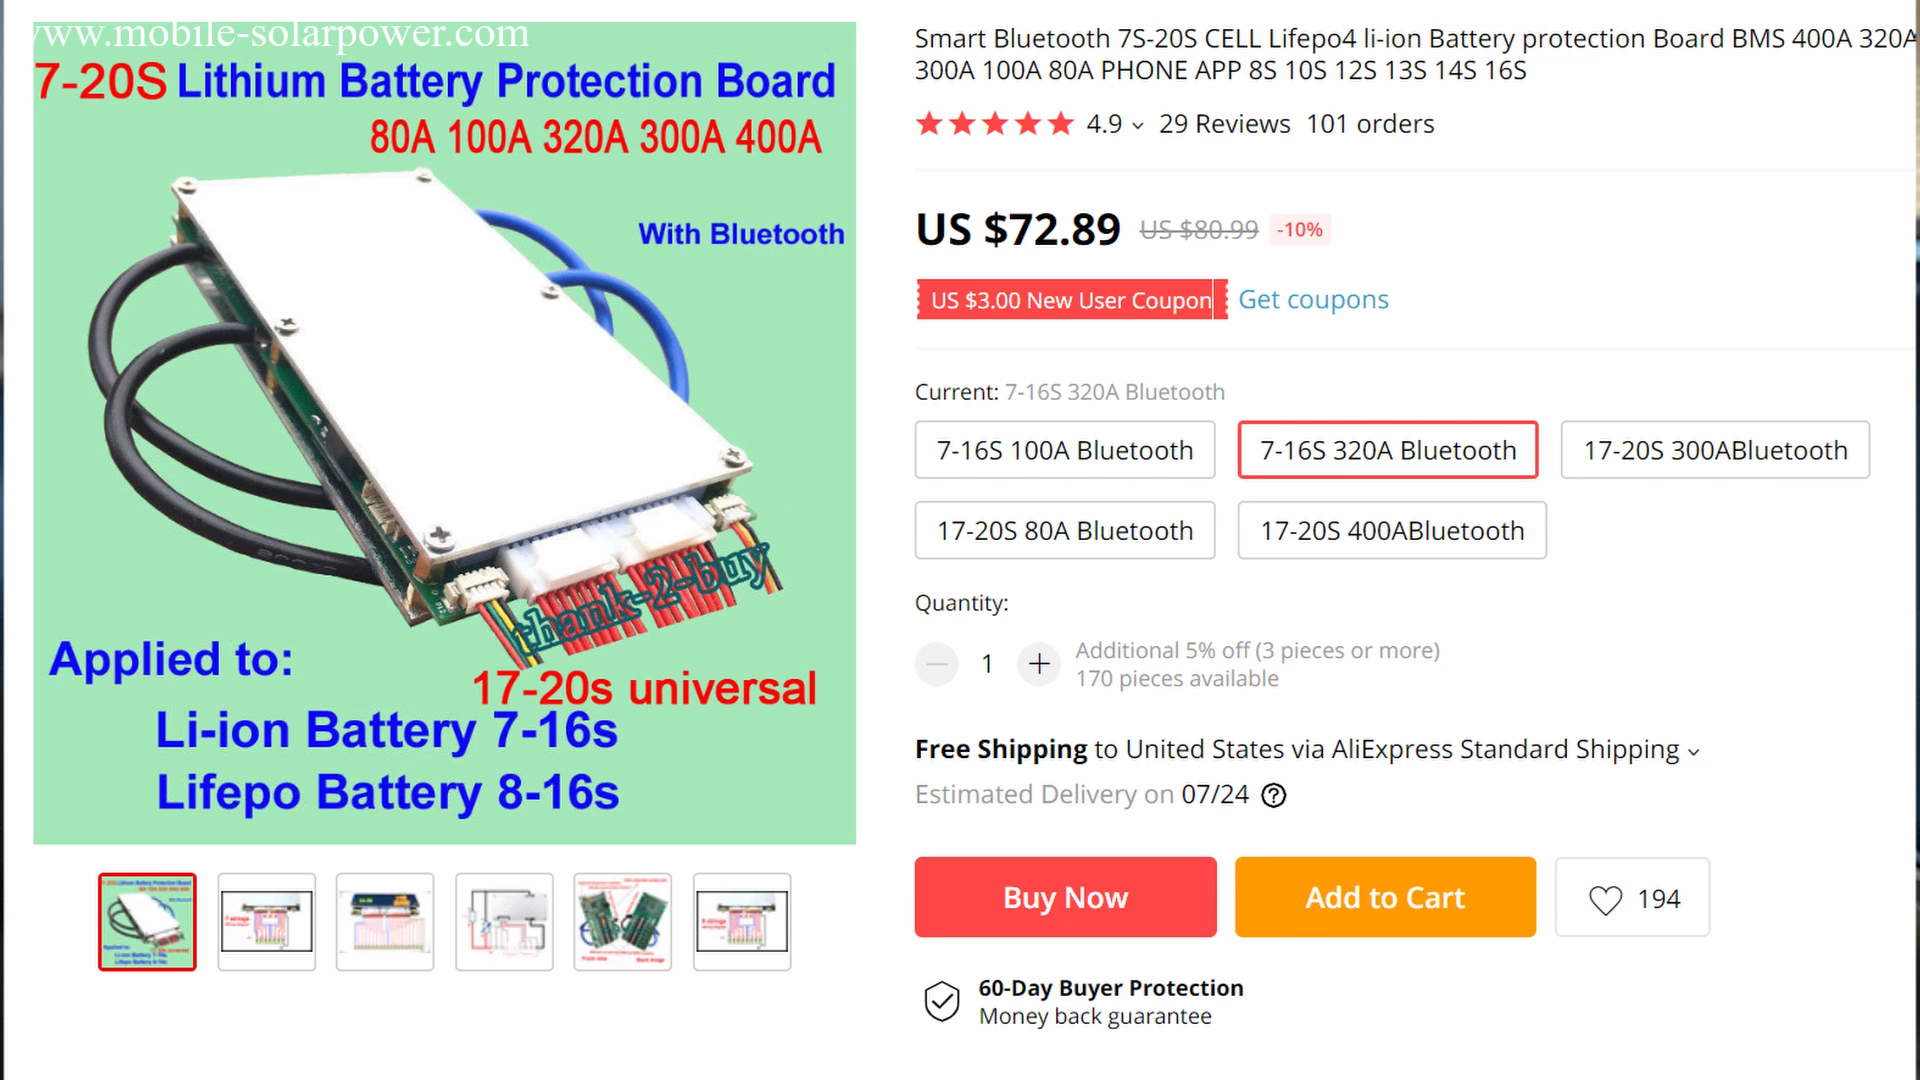 www.mobile-solarpower.com
7-20S Lithium Battery Protection Board
80A 100A 320A 300A 400A
With Bluetooth
thank-2-buy
Applied to:
17-20s universal
Li-ion Battery 7-16s
Lifepo Battery 8-16s
Smart Bluetooth 7S-20S CELL Lifepo4 li-ion Battery protection Board BMS 400A 320A
300A 100A 80A PHONE APP 8S 10S 12S 13S 14S 16S
4.9 29 Reviews 101 orders
US $72.89 US $80.99 -10%
US $3.00 New User Coupon Get coupons
Current: 7-16S 320A Bluetooth
7-16S 100A Bluetooth 7-16S 320A Bluetooth 17-20S 300ABluetooth
17-20S 80A Bluetooth 17-20S 400ABluetooth
Quantity:
1
Additional 5% off (3 pieces or more)
170 pieces available
Free Shipping to United States via AliExpress Standard Shipping
Estimated Delivery on 07/24
Buy Now Add to Cart 194
60-Day Buyer Protection
Money back guarantee